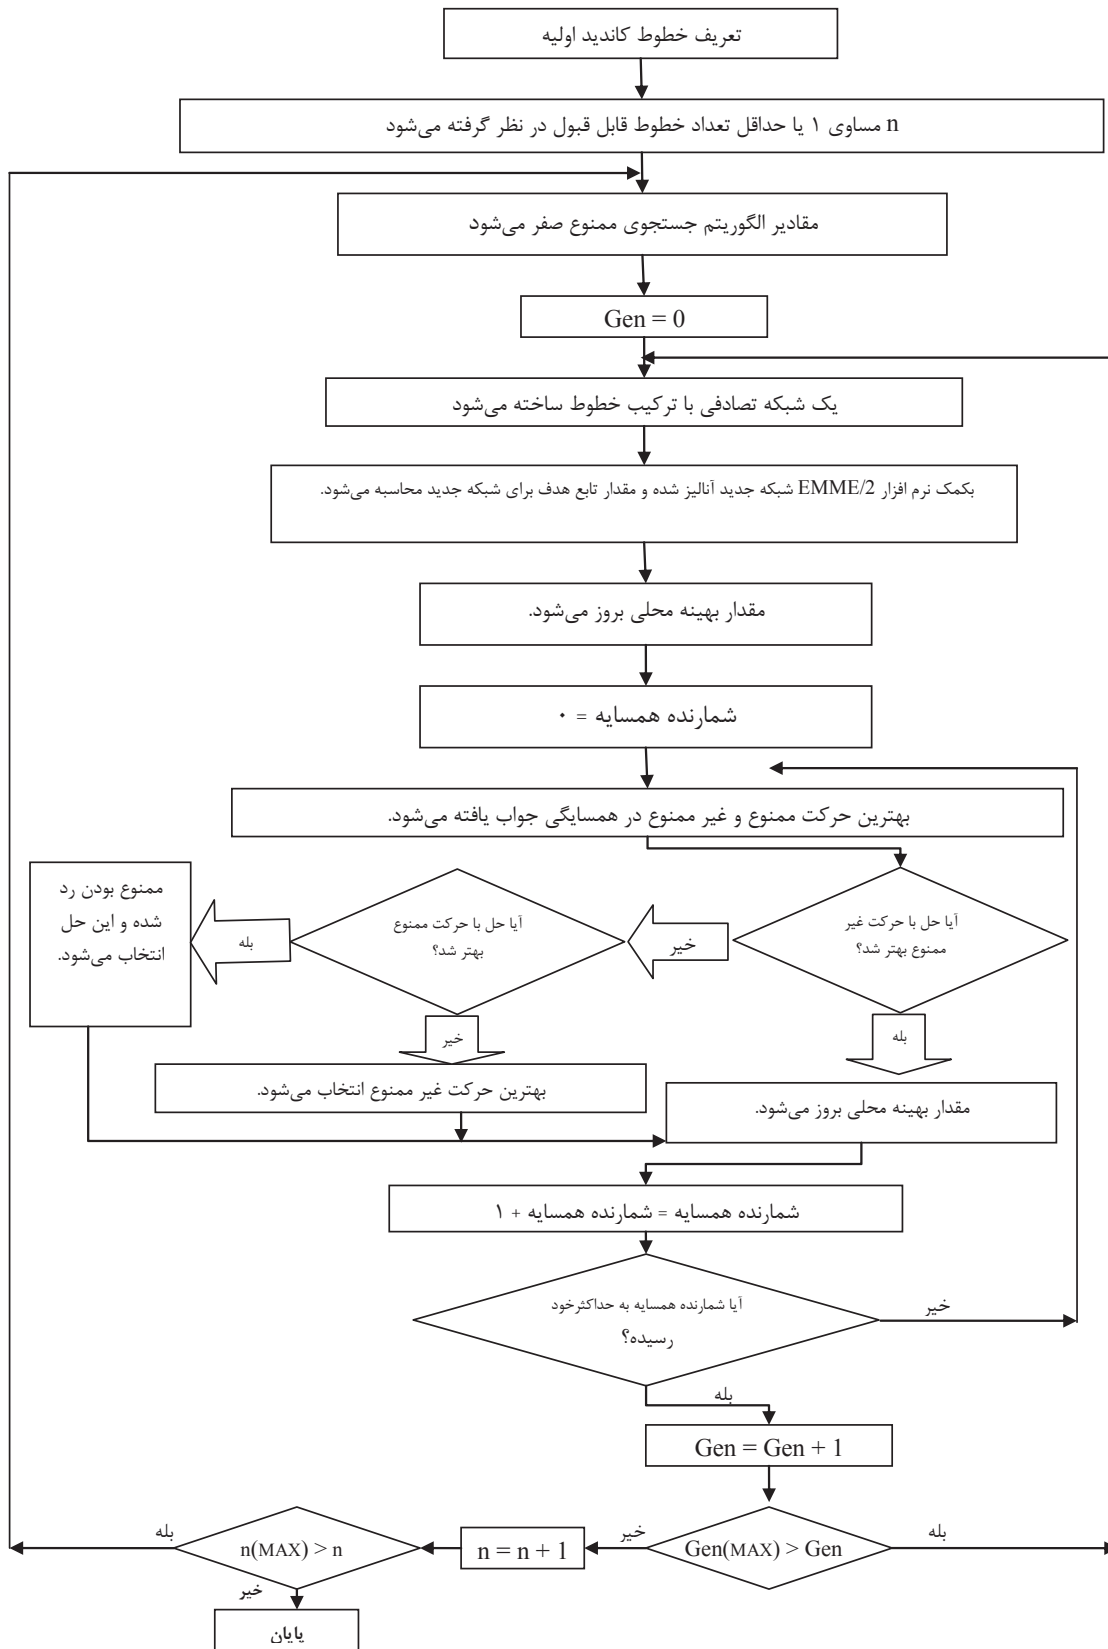 تعریف خطوط کاندید اولیه
n مساوی ۱ یا حداقل تعداد خطوط قابل قبول در نظر گرفته می‌شود
مقادیر الگوریتم جستجوی ممنوع صفر می‌شود
Gen = 0
یک شبکه تصادفی با ترکیب خطوط ساخته می‌شود
بکمک نرم افزار EMME/2 شبکه جدید آنالیز شده و مقدار تابع هدف برای شبکه جدید محاسبه می‌شود.
مقدار بهینه محلی بروز می‌شود.
شمارنده همسایه = ۰
بهترین حرکت ممنوع و غیر ممنوع در همسایگی جواب یافته می‌شود.
آیا حل با حرکت غیر
ممنوع بهتر شد؟
خیر
آیا حل با حرکت ممنوع
بهتر شد؟
بله
ممنوع بودن رد
شده و این حل
انتخاب می‌شود.
بله
خیر
بهترین حرکت غیر ممنوع انتخاب می‌شود.
مقدار بهینه محلی بروز می‌شود.
شمارنده همسایه = شمارنده همسایه + ۱
آیا شمارنده همسایه به حداکثرخود
رسیده؟
خیر
بله
Gen = Gen + 1
Gen(MAX) > Gen
بله
خیر
n = n + 1
n(MAX) > n
بله
خیر
پایان